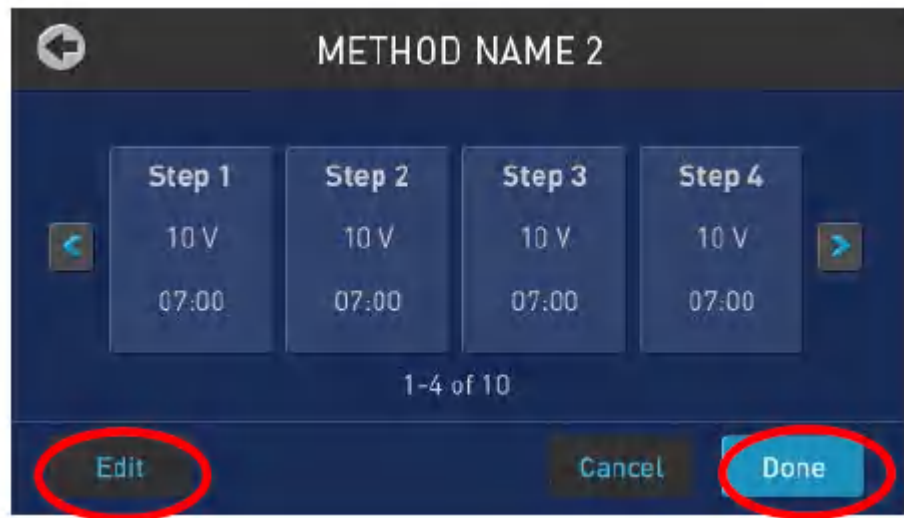 METHOD NAME 2
Step 1 Step 2 Step 3 Step 4
10 V 10 V 10 V 10 V
07:00 07:00 07:00 07:00
1-4 of 10
Edit Cancel Done